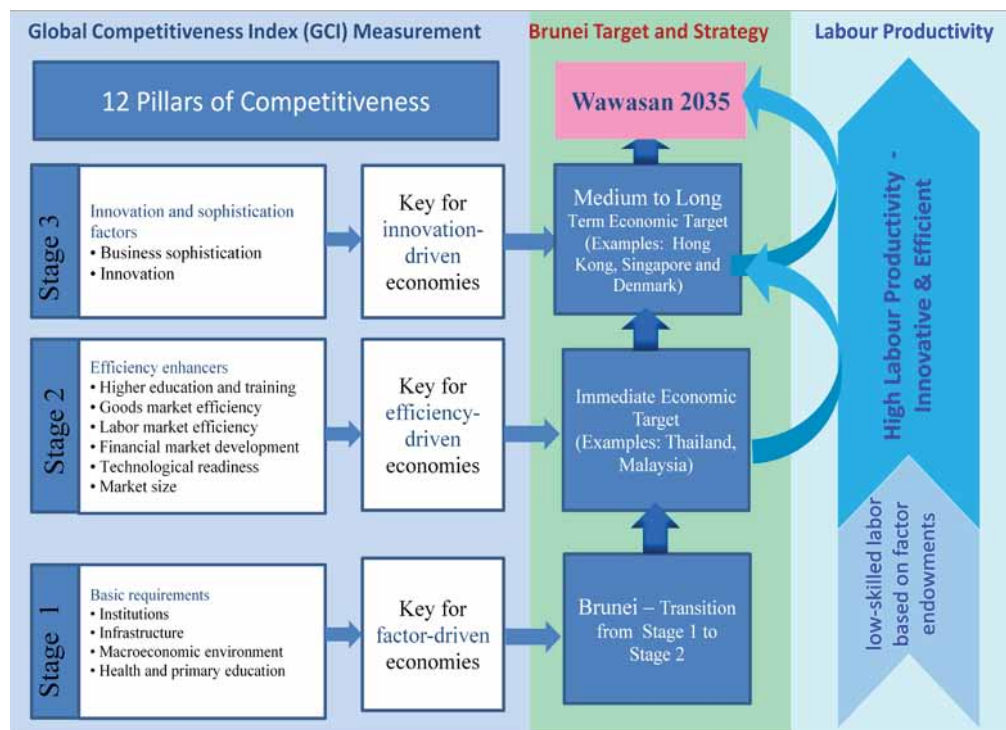 Global Competitiveness Index (GCI) Measurement
Brunei Target and Strategy
Labour Productivity
12 Pillars of Competitiveness
Wawasan 2035
Stage 3
Innovation and sophistication
factors
• Business sophistication
• Innovation
Key for
innovation-
driven
economies
Medium to Long
Term Economic Target
(Examples: Hong
Kong, Singapore and
Denmark)
Stage 2
Efficiency enhancers
• Higher education and training
• Goods market efficiency
• Labor market efficiency
• Financial market development
• Technological readiness
• Market size
Key for
efficiency-
driven
economies
Immediate Economic
Target
(Examples: Thailand,
Malaysia)
Stage 1
Basic requirements
• Institutions
• Infrastructure
• Macroeconomic environment
• Health and primary education
Key for
factor-driven
economies
Brunei – Transition
from Stage 1 to
Stage 2
High Labour Productivity -
Innovative & Efficient
low-skilled labor
based on factor
endowments